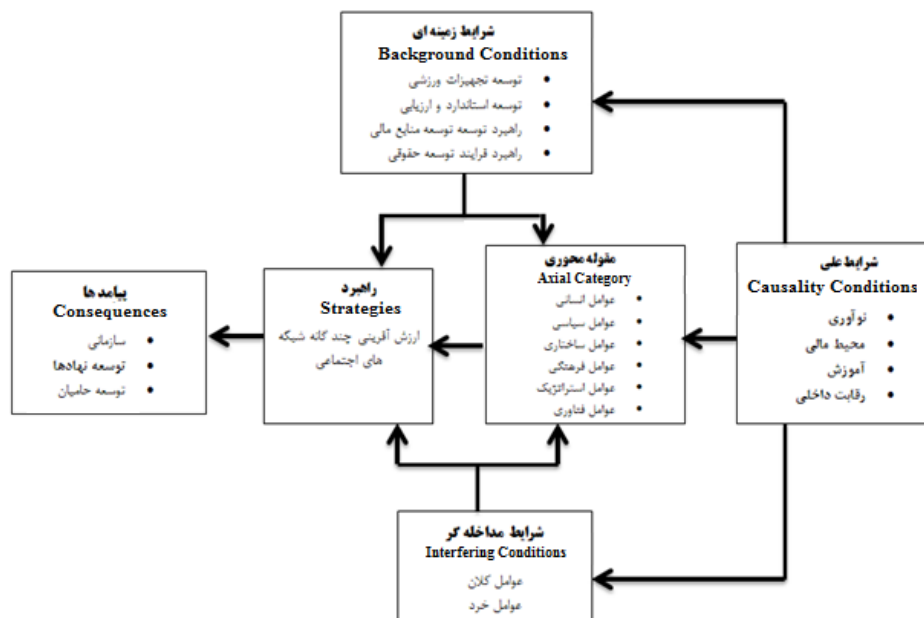 شرایط زمینه ای
Background Conditions
توسعه تجهیزات ورزشی
توسعه استاندارد و ارزیابی
راهبرد توسعه توسعه منابع مالی
راهبرد فرایند توسعه حقوقی
شرایط علی
Causality Conditions
نوآوری
محیط مالی
آموزش
رقابت داخلی
مقوله محوری
Axial Category
عوامل انسانی
عوامل سیاسی
عوامل ساختاری
عوامل فرهنگی
عوامل استراتژیک
عوامل فناوری
راهبرد
Strategies
ارزش آفرینی چند گانه شبکه
های اجتماعی
پیامد ها
Consequences
سازمانی
توسعه نهادها
توسعه حامیان
شرایط مداخله گر
Interfering Conditions
عوامل کلان
عوامل خرد